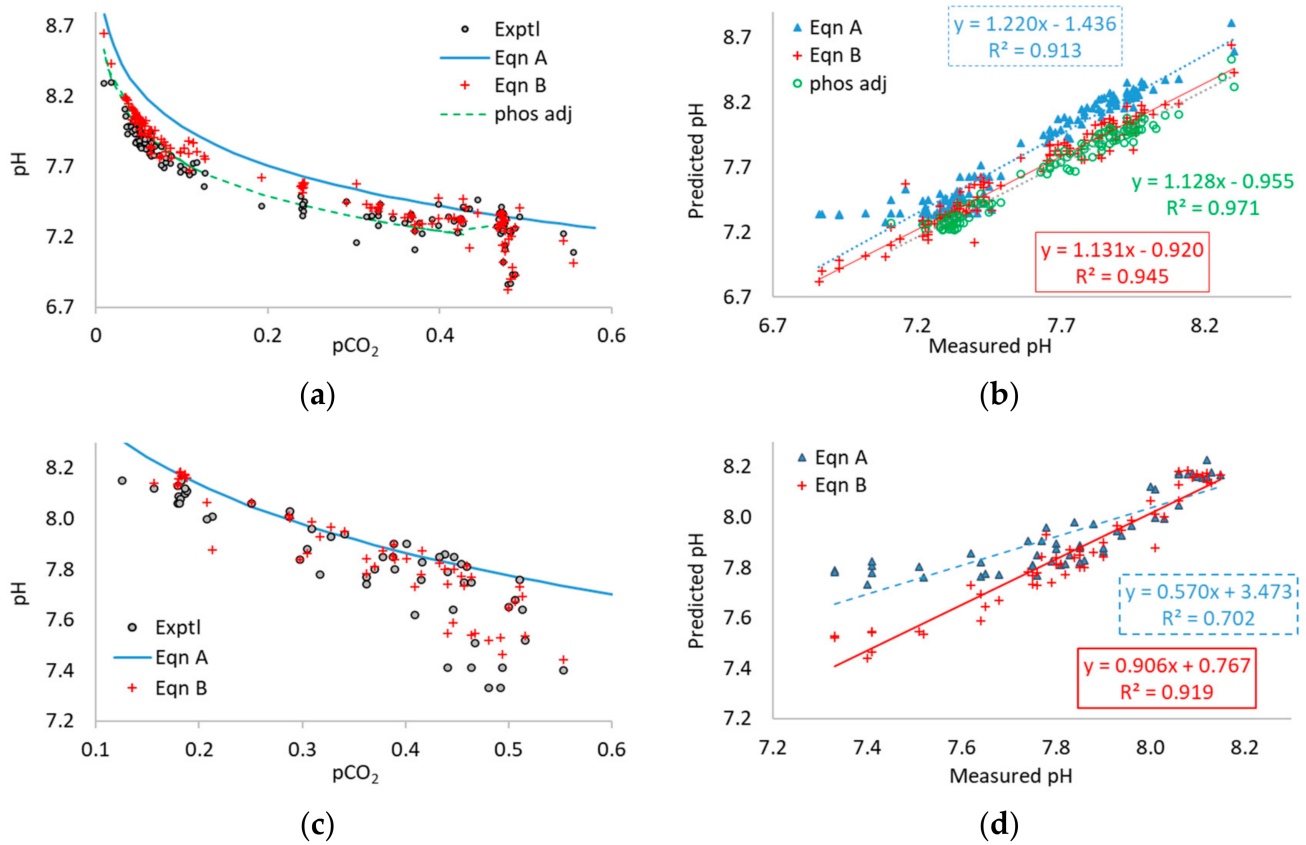 8.7
8.2
7.7
7.2
6.7
pH
0
0.2
0.4
0.6
pCO₂
Exptl
Eqn A
Eqn B
phos adj
(a)
8.7
8.2
7.7
7.2
6.7
Predicted pH
6.7
7.2
7.7
8.2
Measured pH
Eqn A
Eqn B
phos adj
y = 1.220x - 1.436
R² = 0.913
y = 1.128x - 0.955
R² = 0.971
y = 1.131x - 0.920
R² = 0.945
(b)
8.2
8.0
7.8
7.6
7.4
7.2
pH
0.1
0.2
0.3
0.4
0.5
0.6
pCO₂
Exptl
Eqn A
Eqn B
(c)
8.2
8.0
7.8
7.6
7.4
7.2
Predicted pH
7.2
7.4
7.6
7.8
8.0
8.2
Measured pH
Eqn A
Eqn B
y = 0.570x + 3.473
R² = 0.702
y = 0.906x + 0.767
R² = 0.919
(d)